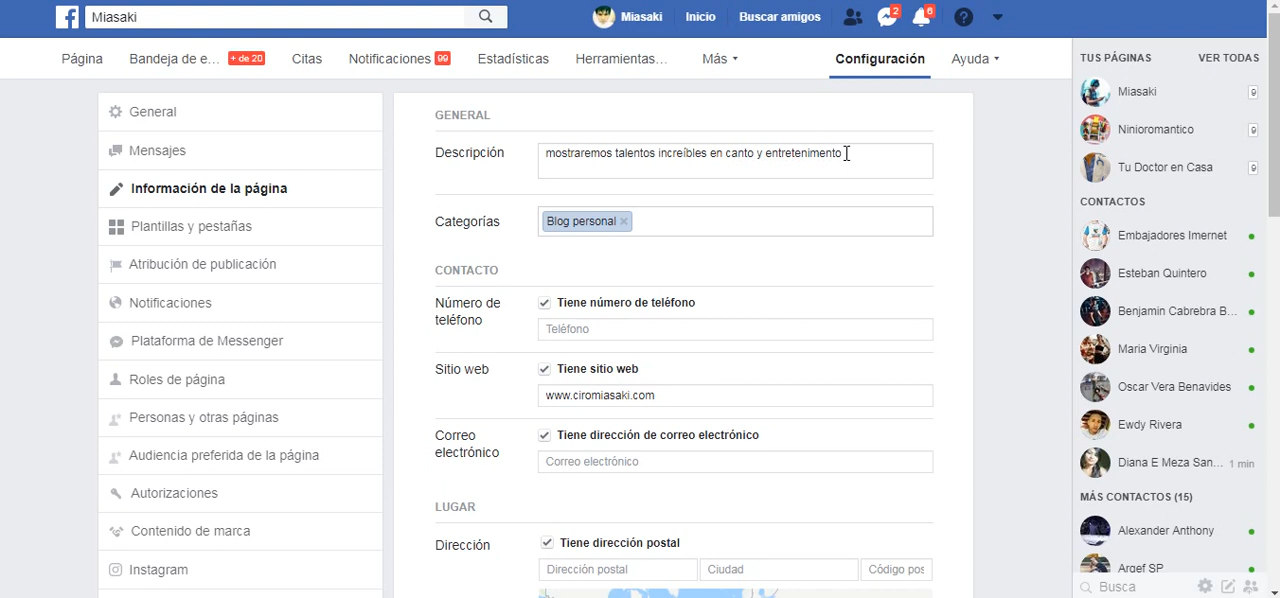 Miasaki
Miasaki Inicio Buscar amigos 2 6
Página Bandeja de e... + de 20 Citas Notificaciones 99 Estadísticas Herramientas... Más Configuración Ayuda
General
Mensajes
Información de la página
Plantillas y pestañas
Atribución de publicación
Notificaciones
Plataforma de Messenger
Roles de página
Personas y otras páginas
Audiencia preferida de la página
Autorizaciones
Contenido de marca
Instagram
GENERAL
Descripción mostraremos talentos increíbles en canto y entretenimiento
Categorías Blog personal
CONTACTO
Número de teléfono
Tiene número de teléfono
Teléfono
Sitio web Tiene sitio web
www.ciromiasaki.com
Correo electrónico
Tiene dirección de correo electrónico
Correo electrónico
LUGAR
Dirección Tiene dirección postal
Dirección postal Ciudad Código pos
TUS PÁGINAS VER TODAS
Miasaki 9
Ninioromantico 9
Tu Doctor en Casa 9
CONTACTOS
Embajadores Imernet
Esteban Quintero
Benjamin Cabrebra B...
Maria Virginia
Oscar Vera Benavides
Ewdy Rivera
Diana E Meza San... 1 min
MÁS CONTACTOS (15)
Alexander Anthony
Argef SP
Busca